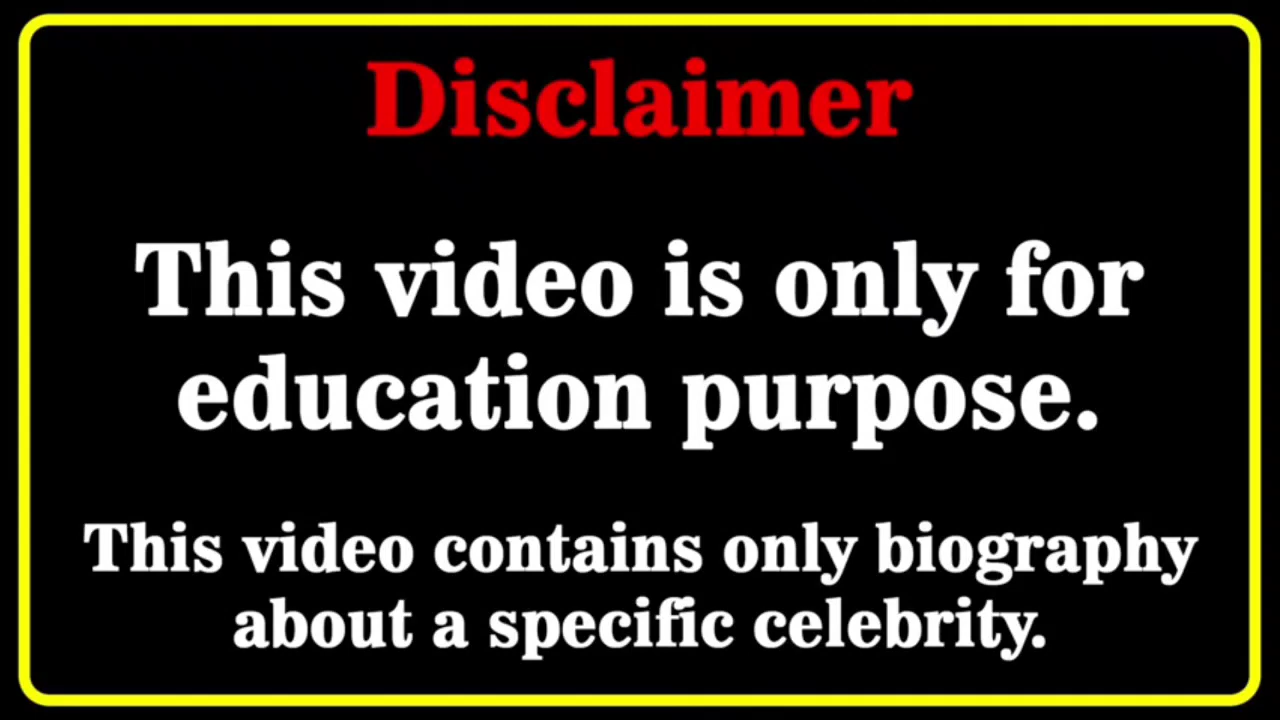 Disclaimer
This video is only for
education purpose.
This video contains only biography
about a specific celebrity.